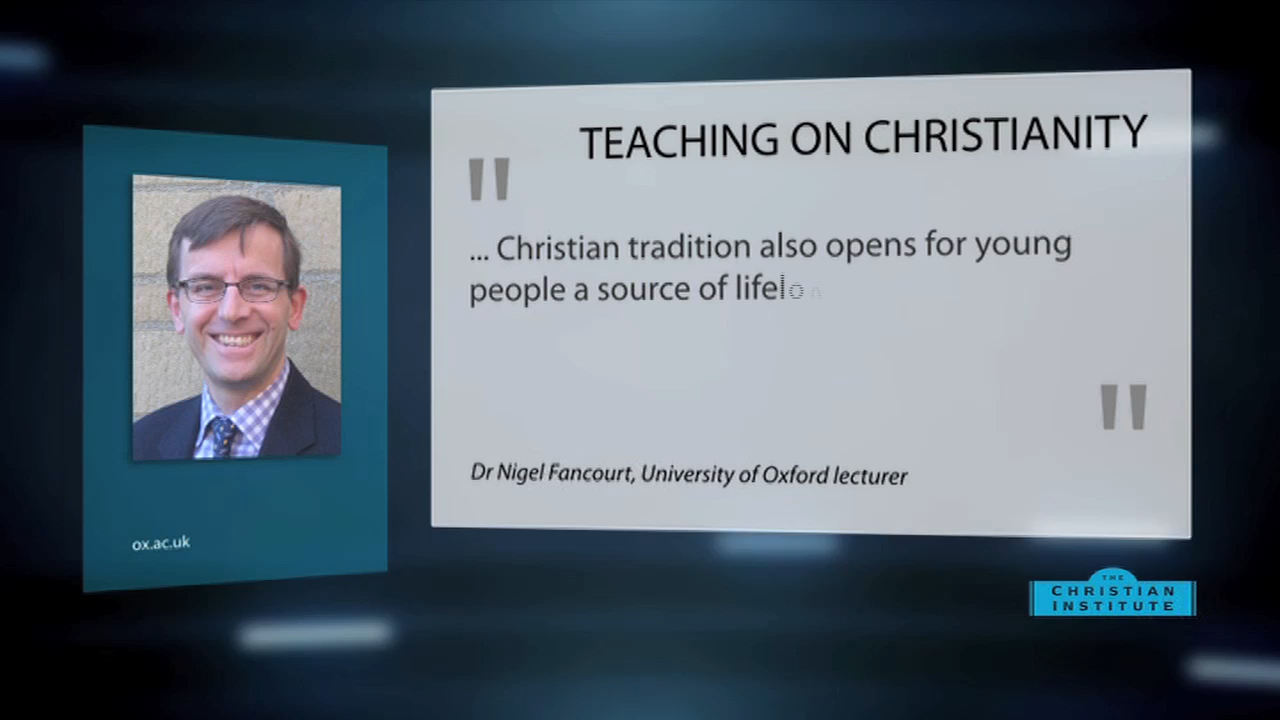 TEACHING ON CHRISTIANITY
"
... Christian tradition also opens for young
people a source of
"
Dr Nigel Fancourt, University of Oxford lecturer
ox.ac.uk
THE
CHRISTIAN
INSTITUTE